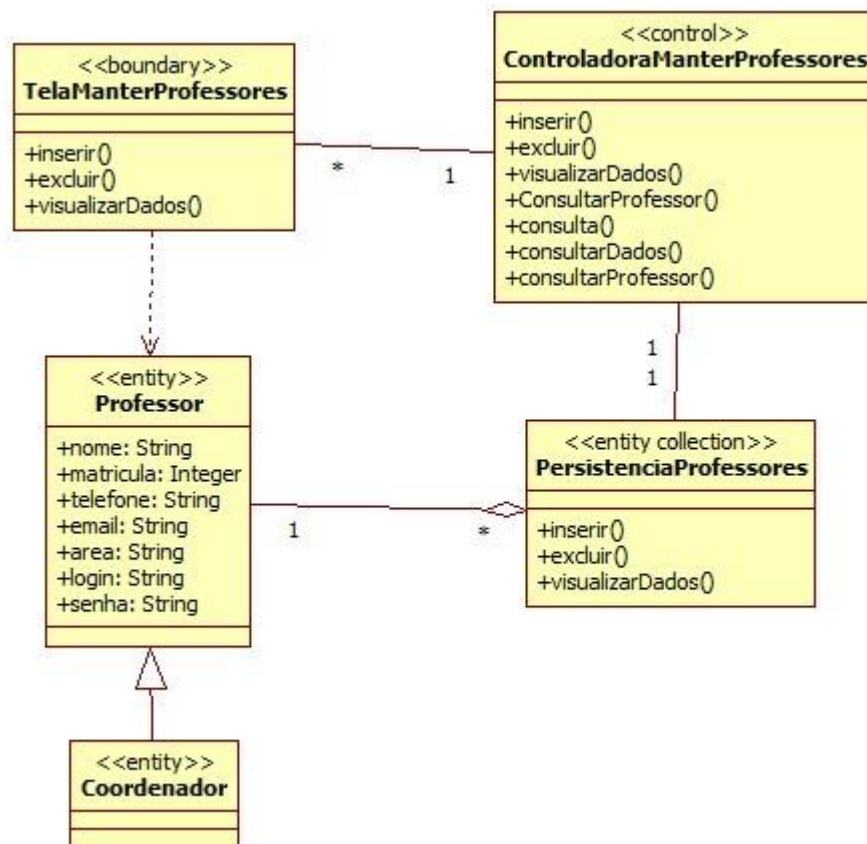 <<boundary>>
TelaManterProfessores
+inserir()
+excluir()
+visualizarDados()
<<control>>
ControladoraManterProfessores
+inserir()
+excluir()
+visualizarDados()
+ConsultarProfessor()
+consulta()
+consultarDados()
+consultarProfessor()
*
1
1
1
<<entity>>
Professor
+nome: String
+matricula: Integer
+telefone: String
+email: String
+area: String
+login: String
+senha: String
1
*
<<entity collection>>
PersistenciaProfessores
+inserir()
+excluir()
+visualizarDados()
<<entity>>
Coordenador